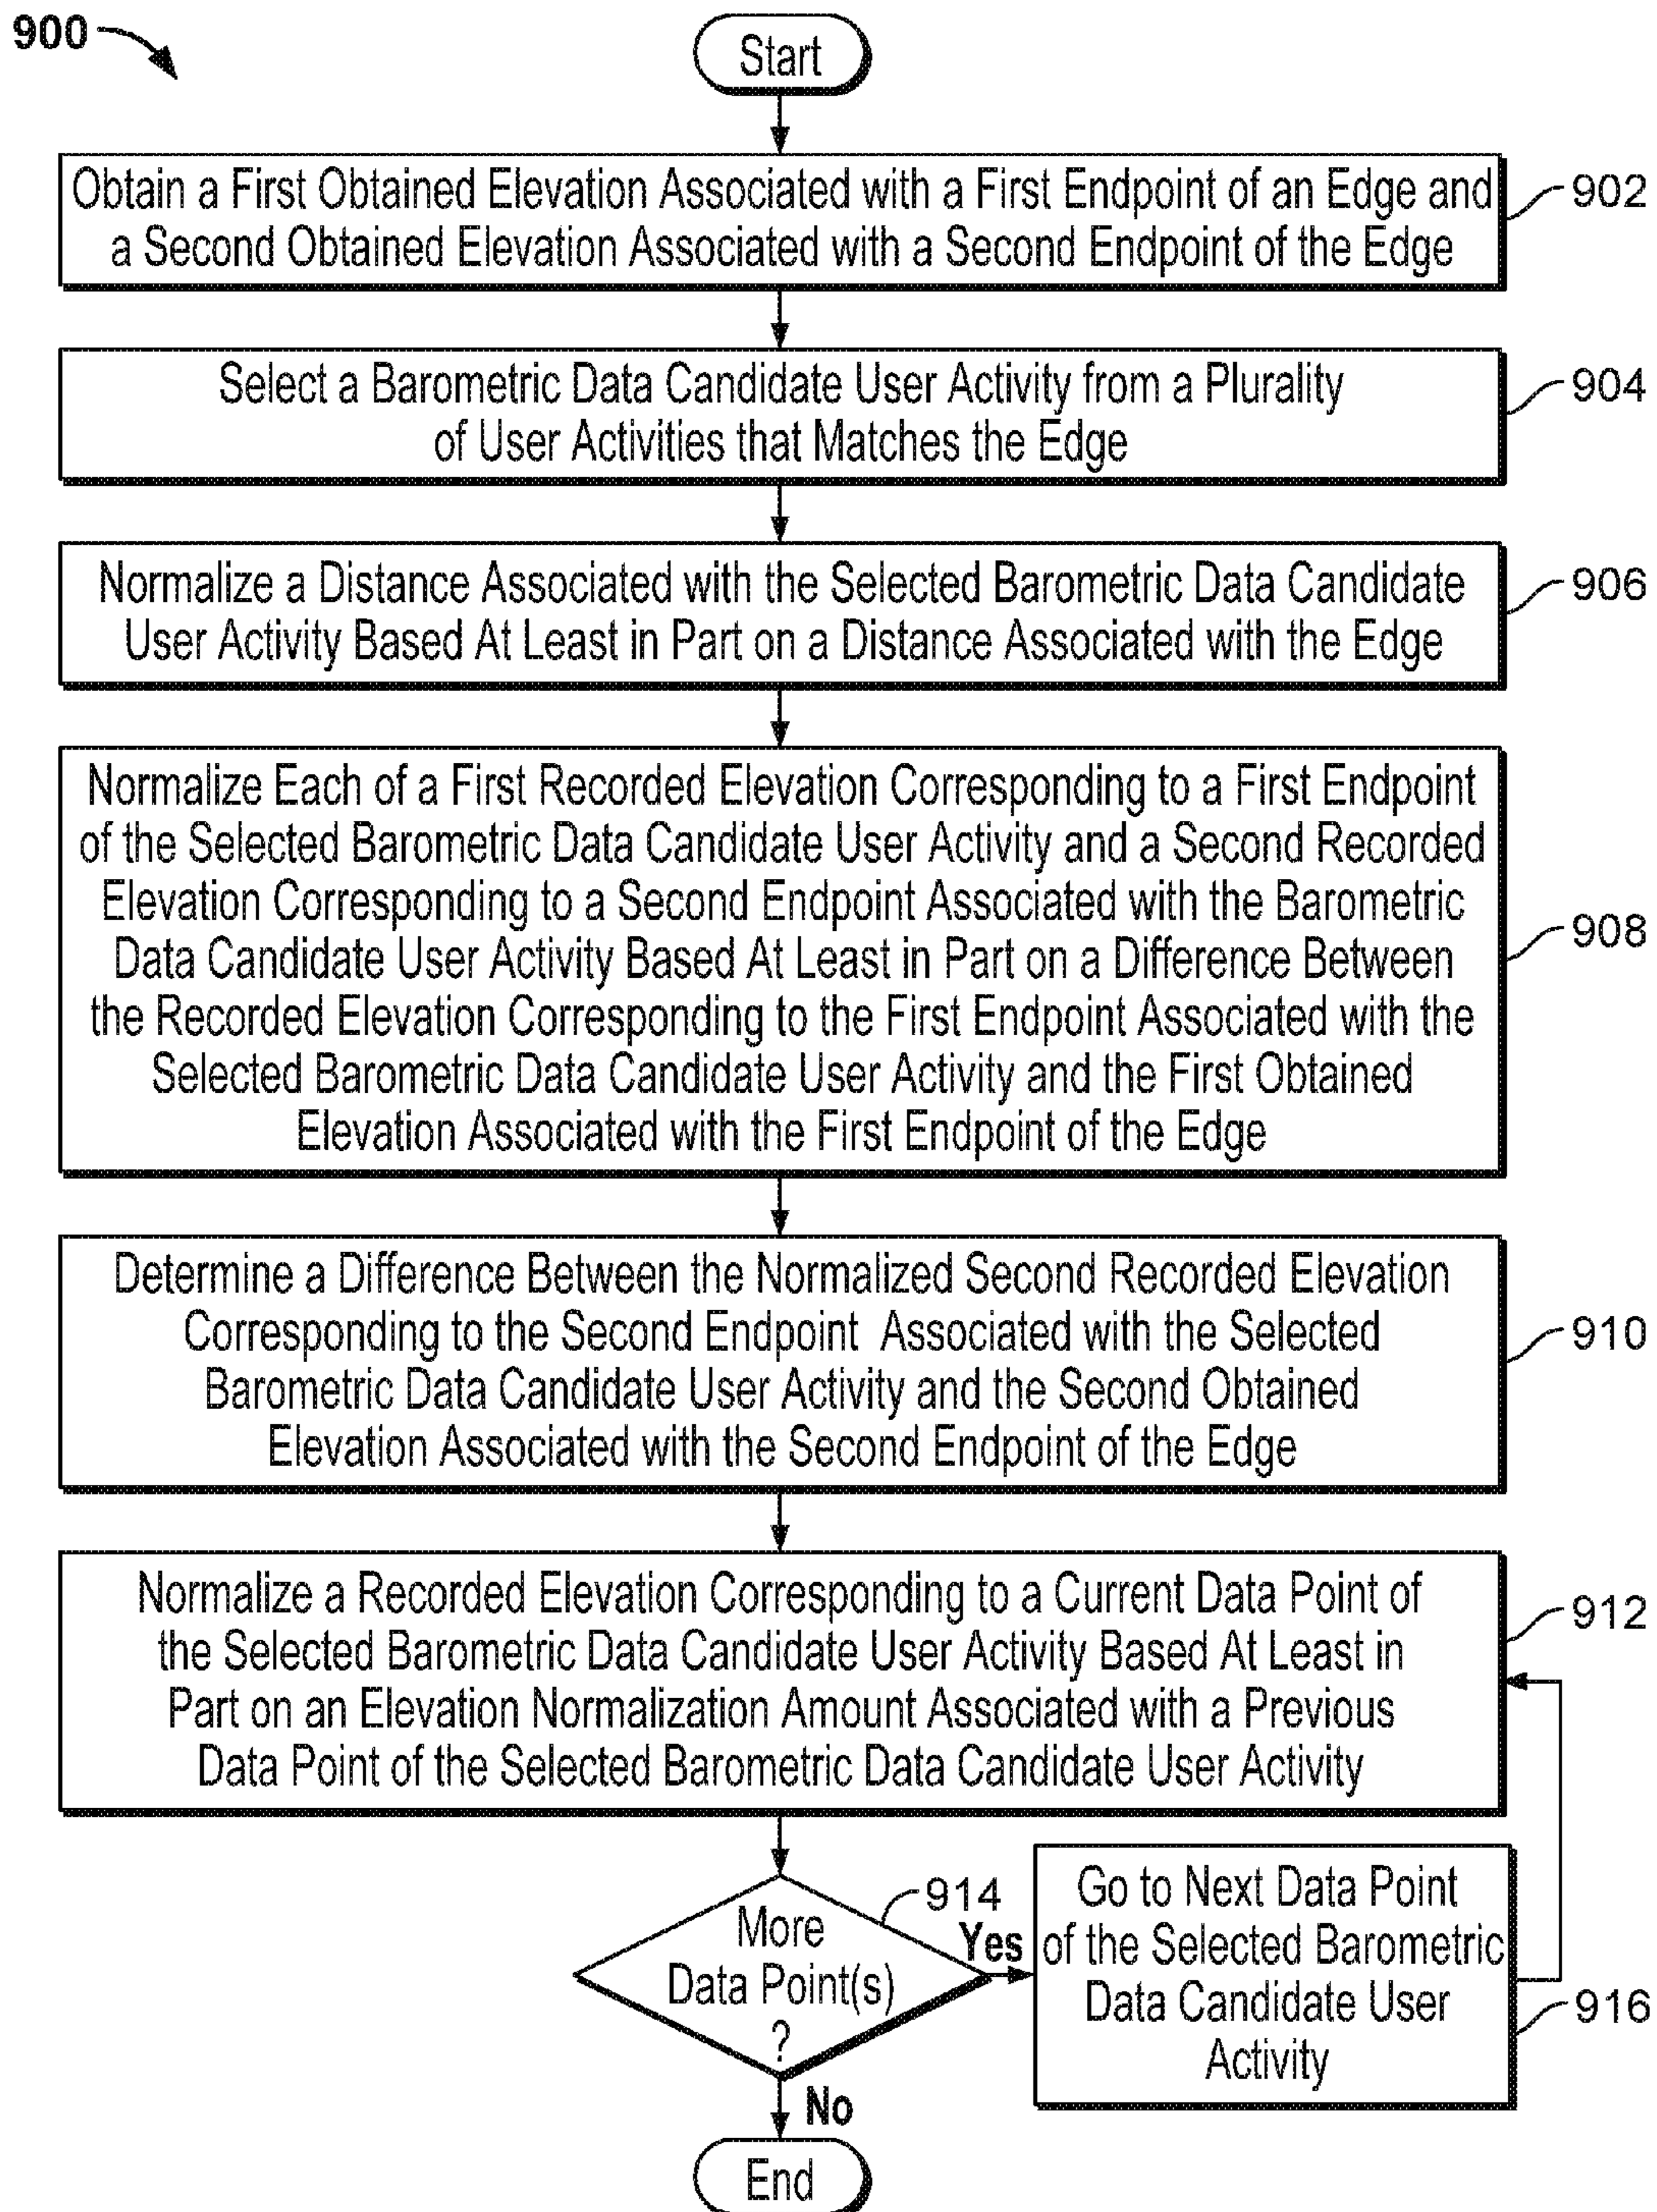 900
Start
Obtain a First Obtained Elevation Associated with a First Endpoint of an Edge and
a Second Obtained Elevation Associated with a Second Endpoint of the Edge
902
Select a Barometric Data Candidate User Activity from a Plurality
of User Activities that Matches the Edge
904
Normalize a Distance Associated with the Selected Barometric Data Candidate
User Activity Based At Least in Part on a Distance Associated with the Edge
906
Normalize Each of a First Recorded Elevation Corresponding to a First Endpoint
of the Selected Barometric Data Candidate User Activity and a Second Recorded
Elevation Corresponding to a Second Endpoint Associated with the Barometric
Data Candidate User Activity Based At Least in Part on a Difference Between
the Recorded Elevation Corresponding to the First Endpoint Associated with the
Selected Barometric Data Candidate User Activity and the First Obtained
Elevation Associated with the First Endpoint of the Edge
908
Determine a Difference Between the Normalized Second Recorded Elevation
Corresponding to the Second Endpoint Associated with the Selected
Barometric Data Candidate User Activity and the Second Obtained
Elevation Associated with the Second Endpoint of the Edge
910
Normalize a Recorded Elevation Corresponding to a Current Data Point of
the Selected Barometric Data Candidate User Activity Based At Least in
Part on an Elevation Normalization Amount Associated with a Previous
Data Point of the Selected Barometric Data Candidate User Activity
912
More
Data Point(s)
?
914
Yes
Go to Next Data Point
of the Selected Barometric
Data Candidate User
Activity
916
No
End